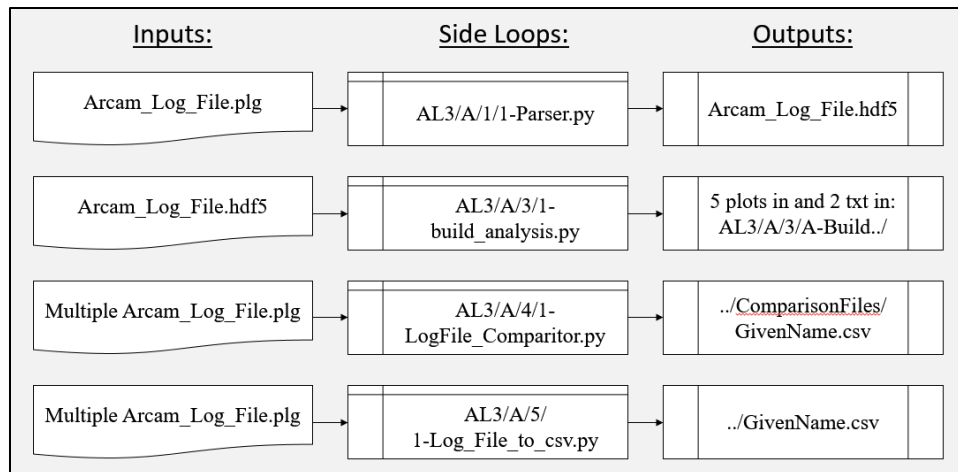 Inputs:
Side Loops:
Outputs:
Arcam_Log_File.plg
AL3/A/1/1-Parser.py
Arcam_Log_File.hdf5
Arcam_Log_File.hdf5
AL3/A/3/1-
build_analysis.py
5 plots in and 2 txt in:
AL3/A/3/A-Build../
Multiple Arcam_Log_File.plg
AL3/A/4/1-
LogFile_Comparitor.py
../ComparisonFiles/
GivenName.csv
Multiple Arcam_Log_File.plg
AL3/A/5/
1-Log_File_to_csv.py
../GivenName.csv